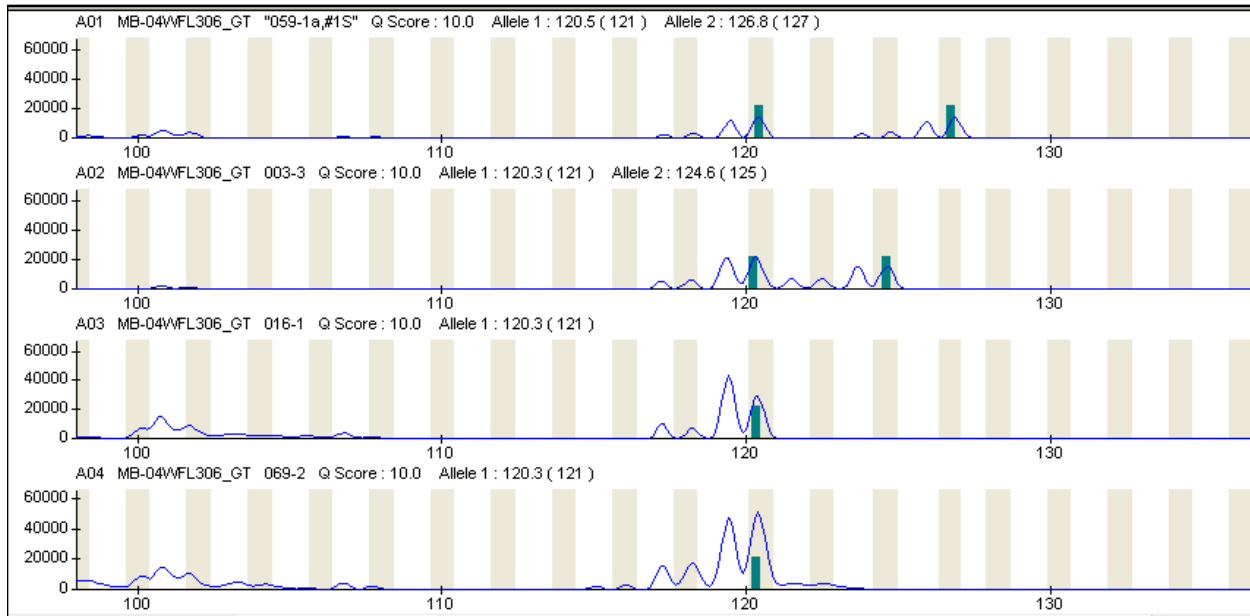 A01 MB-04WFL306_GT "059-1a,#1S" Q Score : 10.0 Allele 1 : 120.5 ( 121 ) Allele 2 : 126.8 ( 127 )
60000
40000
20000
0
100 110 120 130
A02 MB-04WFL306_GT 003-3 Q Score : 10.0 Allele 1 : 120.3 ( 121 ) Allele 2 : 124.6 ( 125 )
60000
40000
20000
0
100 110 120 130
A03 MB-04WFL306_GT 016-1 Q Score : 10.0 Allele 1 : 120.3 ( 121 )
60000
40000
20000
0
100 110 120 130
A04 MB-04WFL306_GT 069-2 Q Score : 10.0 Allele 1 : 120.3 ( 121 )
60000
40000
20000
0
100 110 120 130